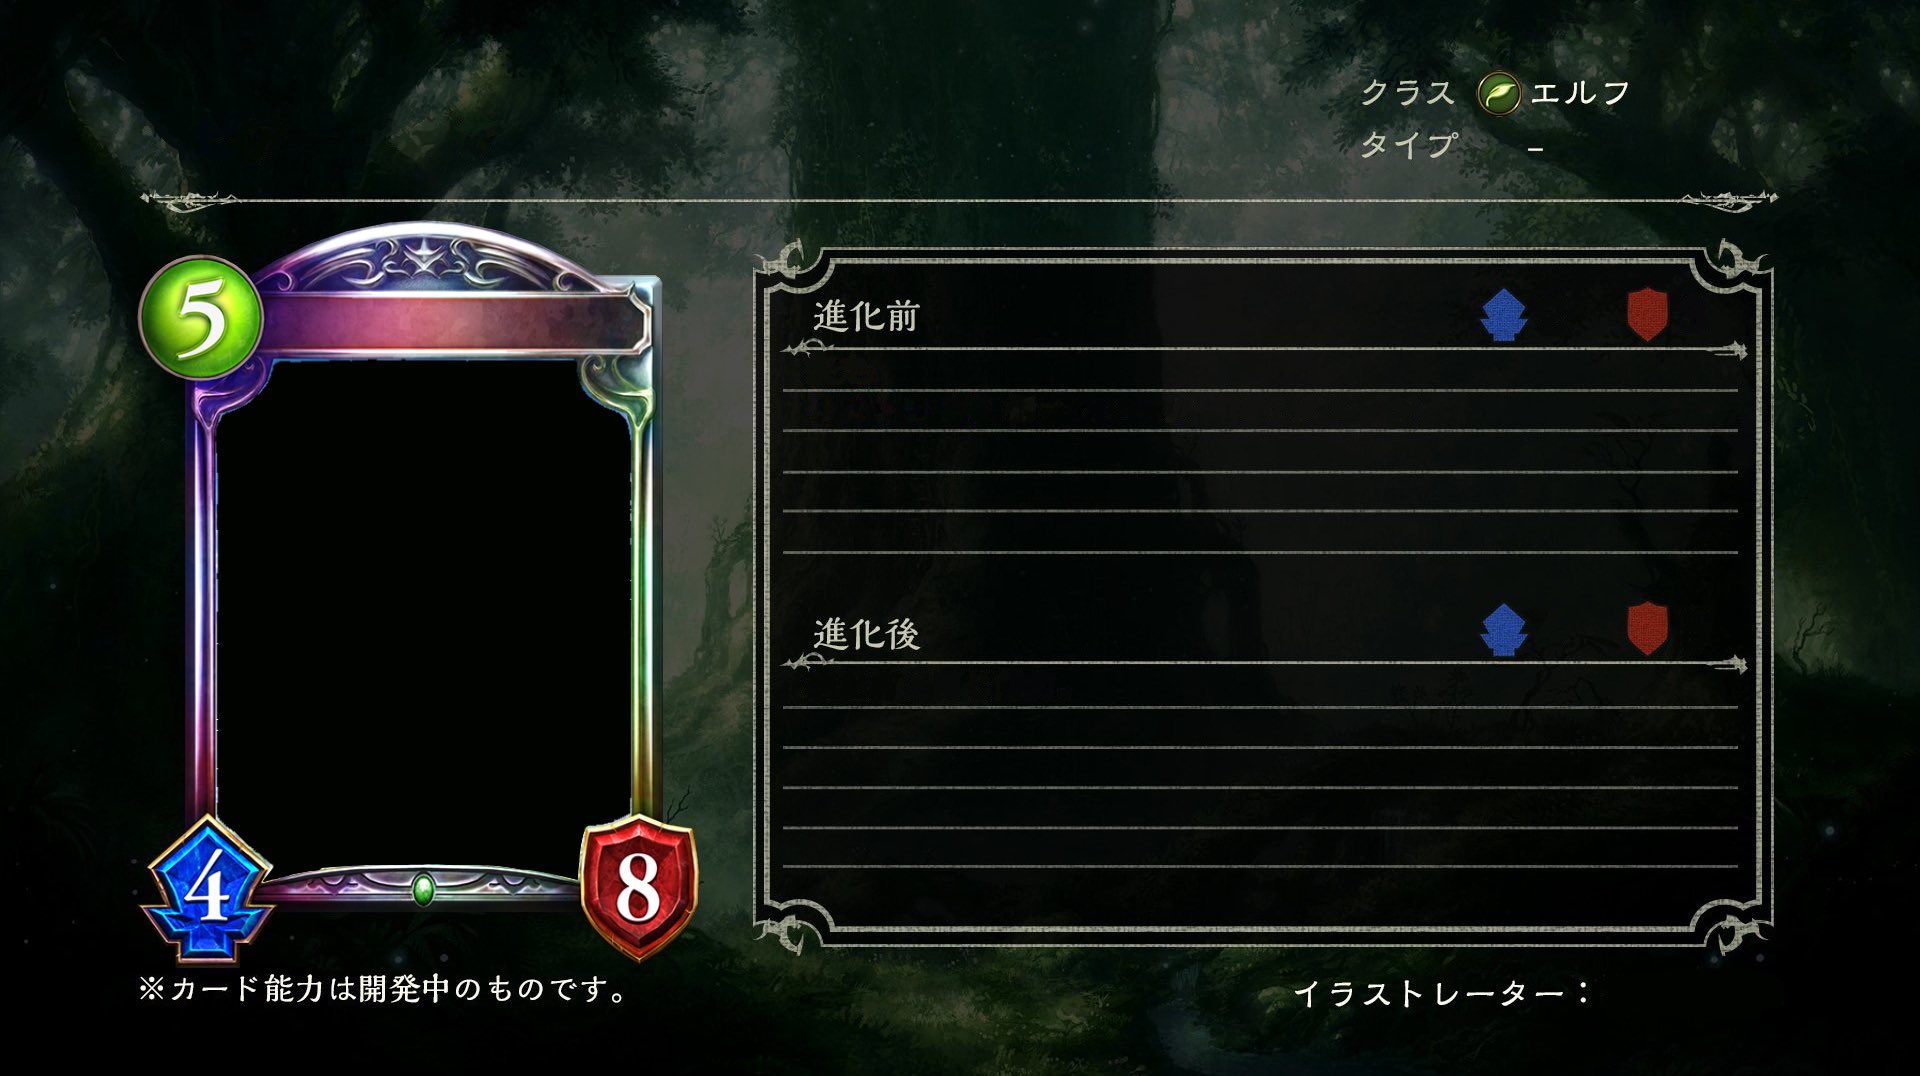 クラス エルフ
タイプ -
5
進化前
進化後
4
8
※カード能力は開発中のものです。
イラストレーター：